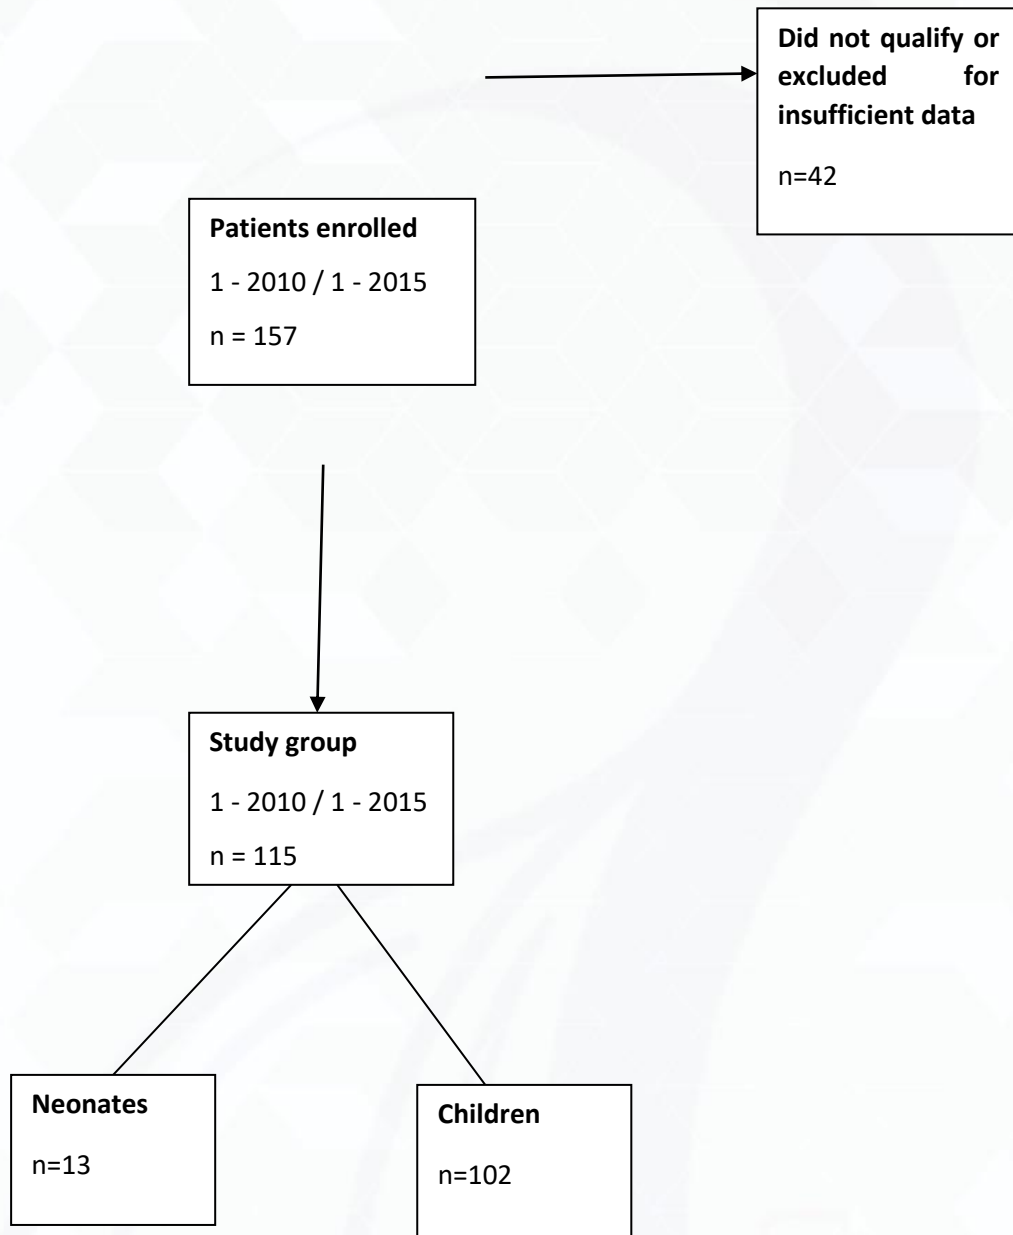 Did not qualify or
excluded for
insufficient data
n=42
Patients enrolled
1 - 2010 / 1 - 2015
n = 157
Study group
1 - 2010 / 1 - 2015
n = 115
Neonates
n=13
Children
n=102